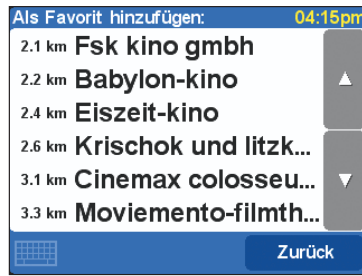 Als Favorit hinzufügen: 04:15pm
2.1 km Fsk kino gmbh
2.2 km Babylon-kino
2.4 km Eiszeit-kino
2.6 km Krischok und litzk...
3.1 km Cinemax colosseu...
3.3 km Moviemento-filmth...
Zurück